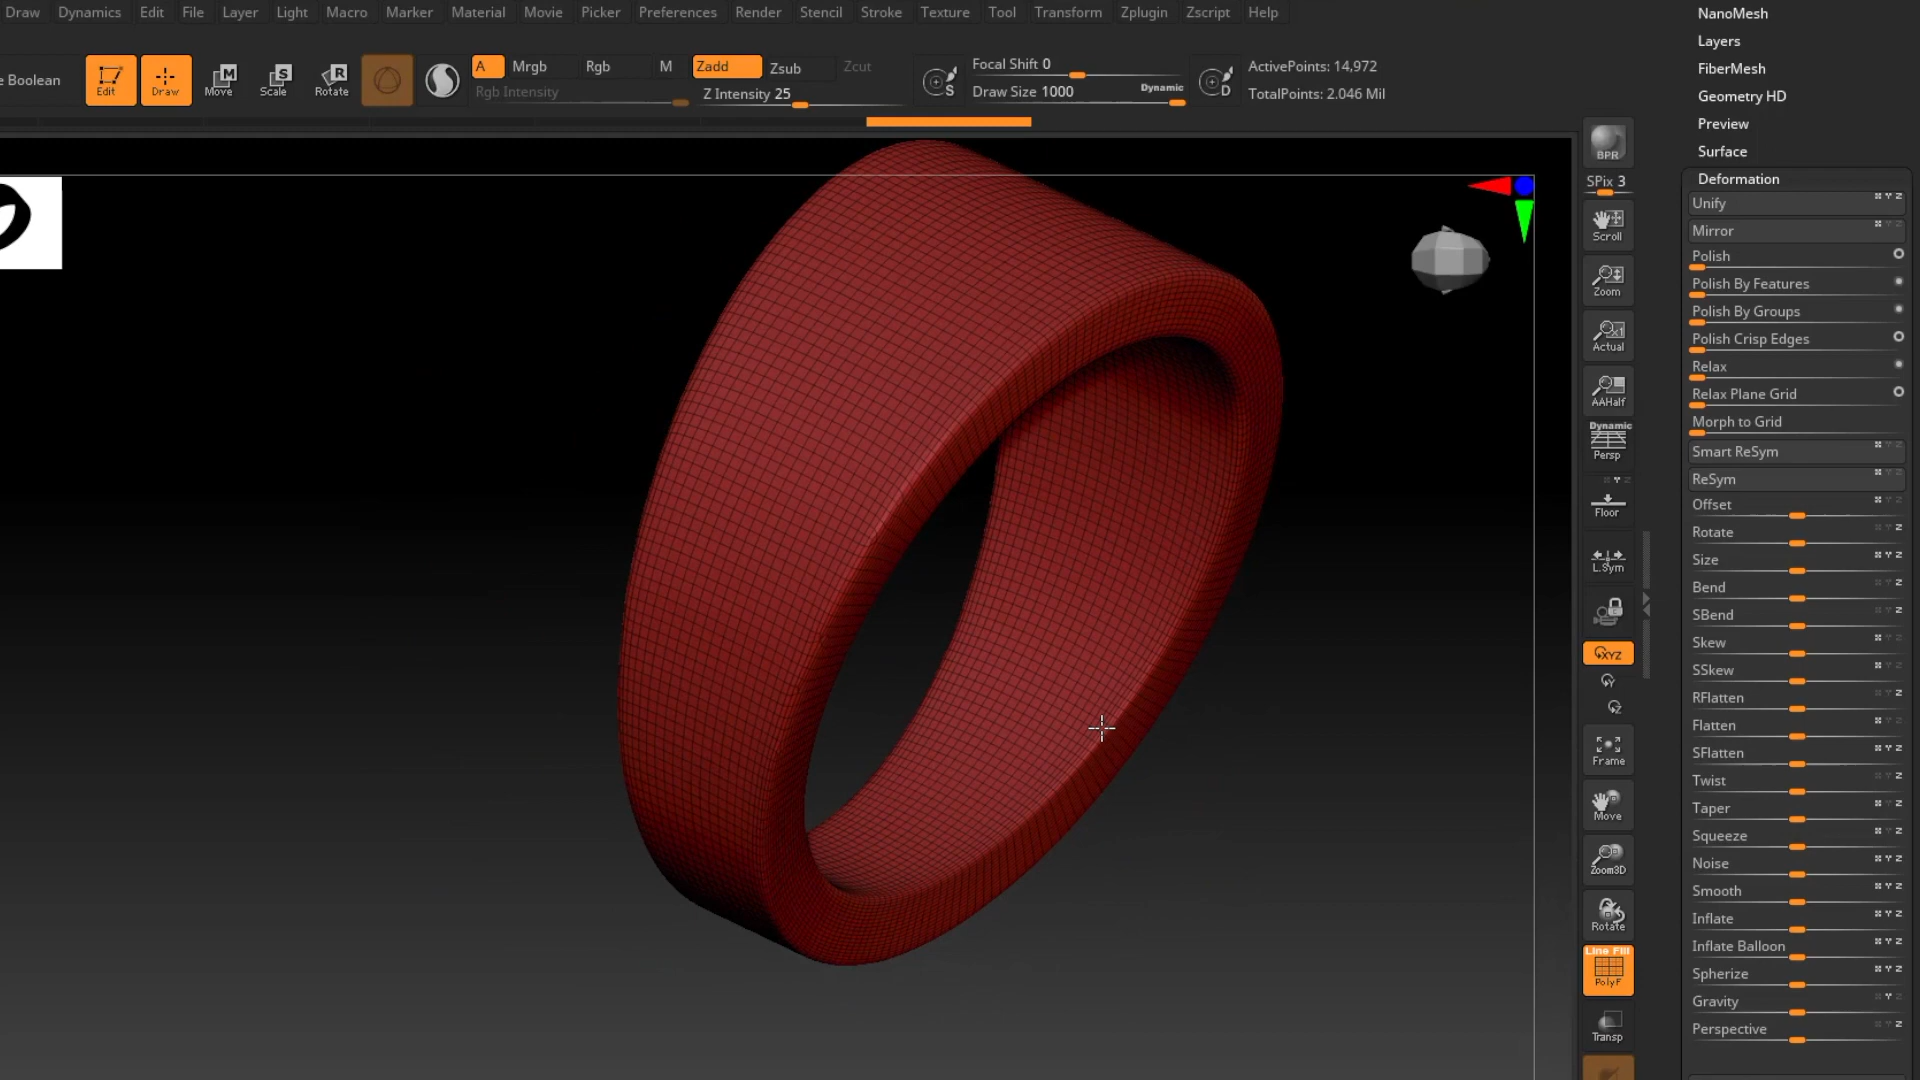 Draw Dynamics Edit File Layer Light Macro Marker Material Movie Picker Preferences Render Stencil Stroke Texture Tool Transform Zplugin Zscript Help
e Boolean
Edit
Draw
M
Move
S
Scale
R
Rotate
A Mrgb Rgb M Zadd Zsub Zcut
Rgb Intensity
Z Intensity 25
S
Focal Shift 0
Draw Size 1000
Dynamic
D
ActivePoints: 14,972
TotalPoints: 2.046 Mil
BPR
SPix 3
Scroll
Zoom
Actual
AAHalf
Dynamic
Persp
Floor
L.Sym
XYZ
Y
Z
Frame
Move
Zoom3D
Rotate
Line Fill
PolyF
Transp
NanoMesh
Layers
FiberMesh
Geometry HD
Preview
Surface
Deformation
Unify
Mirror
Polish
Polish By Features
Polish By Groups
Polish Crisp Edges
Relax
Relax Plane Grid
Morph to Grid
Smart ReSym
ReSym
Offset
Rotate
Size
Bend
SBend
Skew
SSkew
RFlatten
Flatten
SFlatten
Twist
Taper
Squeeze
Noise
Smooth
Inflate
Inflate Balloon
Spherize
Gravity
Perspective